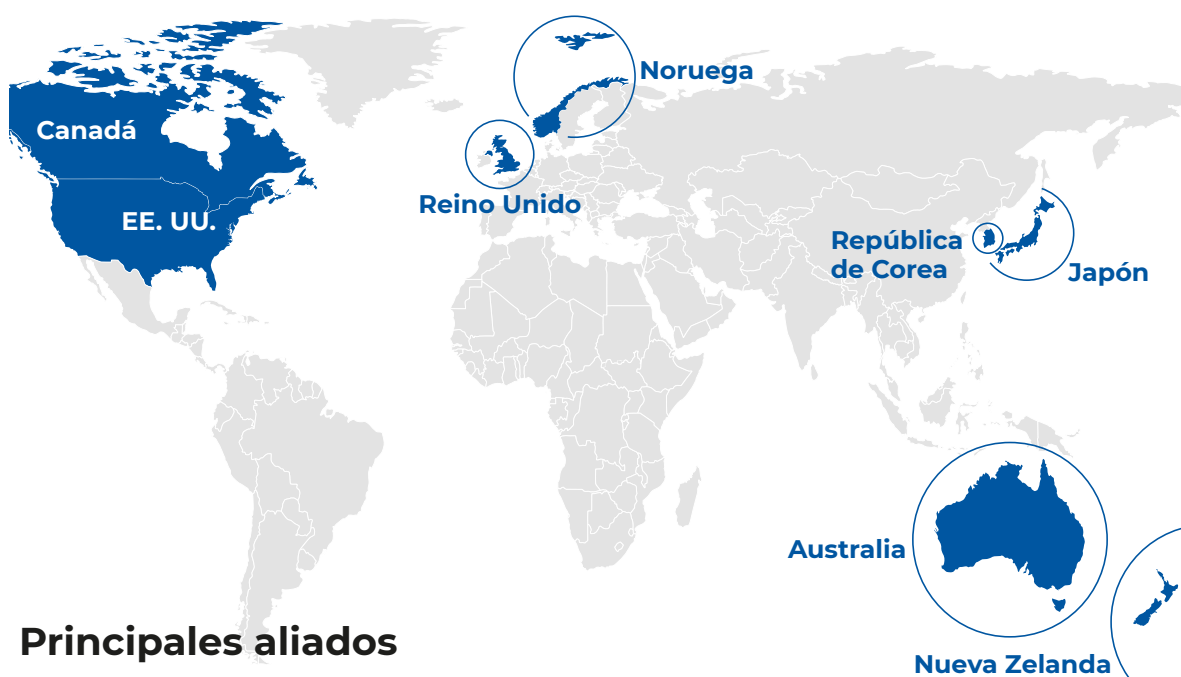 Noruega
Canadá
Reino Unido
EE. UU.
República
de Corea
Japón
Australia
Principales aliados
Nueva Zelanda